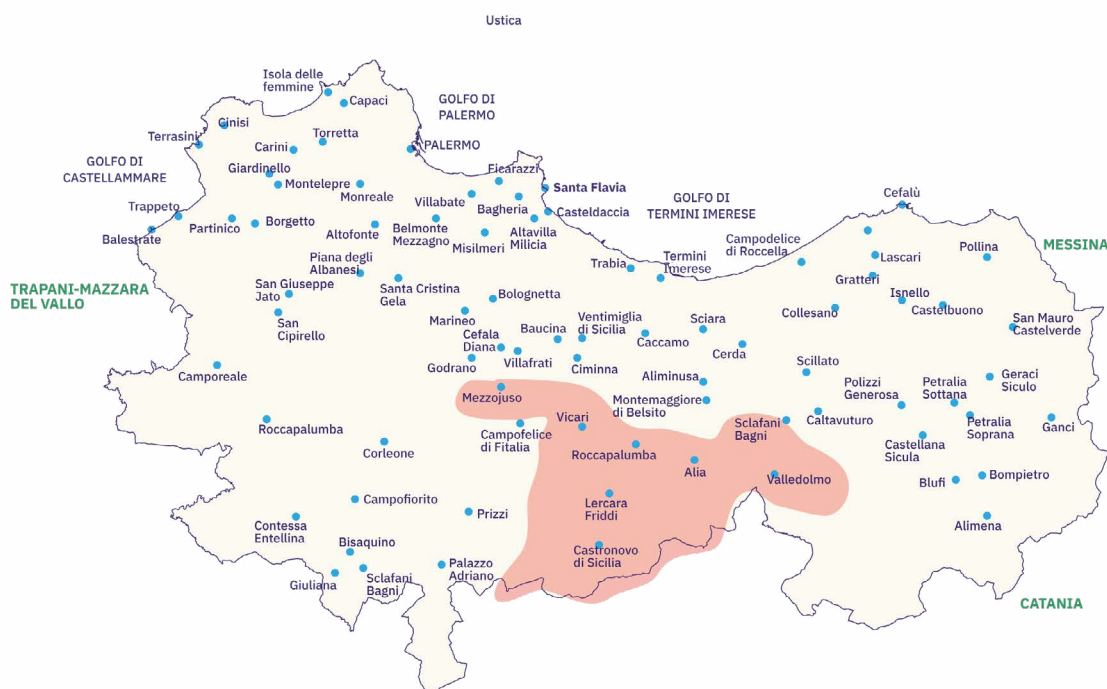 Ustica
Isola delle
femmine
Capaci
GOLFO DI
PALERMO
Cinisi
Terrasini
Torretta
Carini
PALERMO
GOLFO DI
CASTELLAMMARE
Giardinello
Montelepre
Monreale
Ficarazzi
Villabate
Bagheria
Santa Flavia
Casteldaccia
Altavilla
Milicia
GOLFO DI
TERMINI IMERESE
Cefalù
Trappeto
Balestrate
Partinico
Borgetto
Altofonte
Belmonte
Mezzagno
Misilmeri
Campodelice
di Roccella
Lascari
Pollina
MESSINA
Gratteri
Piana degli
Albanesi
Trabia
Termini
Imerese
TRAPANI-MAZZARA
DEL VALLO
San Giuseppe
Jato
Santa Cristina
Gela
Bolognetta
Isnello
Castelbuono
Collesano
San
Cipirello
Marineo
Baucina
Ventimiglia
di Sicilia
Sciara
San Mauro
Castelverde
Cefala
Diana
Caccamo
Cerda
Godrano
Villafrati
Ciminna
Scillato
Camporeale
Aliminusa
Geraci
Siculo
Mezzojuso
Montemaggiore
di Belsito
Polizzi
Generosa
Petralia
Sottana
Roccapalumba
Campofelice
di Fitalia
Vicari
Sclafani
Bagni
Caltavuturo
Petralia
Soprana
Ganci
Corleone
Roccapalumba
Alia
Castellana
Sicula
Valledolmo
Blufi
Bompietro
Campofiorito
Lercara
Friddi
Prizzi
Contessa
Entellina
Alimena
Bisaquino
Castronovo
di Sicilia
Giuliana
Sclafani
Bagni
Palazzo
Adriano
CATANIA